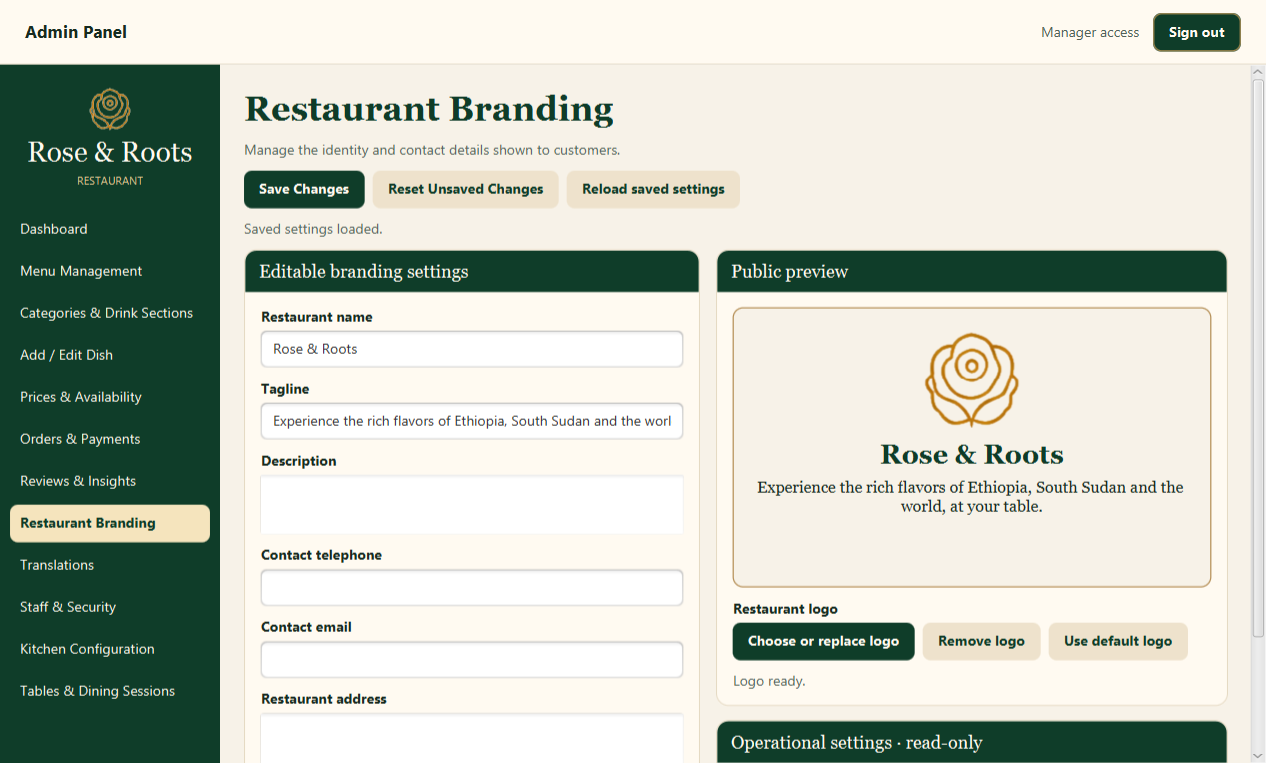 Admin Panel
Manager access
Sign out
Rose & Roots
RESTAURANT
Dashboard
Menu Management
Categories & Drink Sections
Add / Edit Dish
Prices & Availability
Orders & Payments
Reviews & Insights
Restaurant Branding
Translations
Staff & Security
Kitchen Configuration
Tables & Dining Sessions
Restaurant Branding
Manage the identity and contact details shown to customers.
Save Changes
Reset Unsaved Changes
Reload saved settings
Saved settings loaded.
Editable branding settings
Restaurant name
Rose & Roots
Tagline
Experience the rich flavors of Ethiopia, South Sudan and the worl
Description
Contact telephone
Contact email
Restaurant address
Public preview
Rose & Roots
Experience the rich flavors of Ethiopia, South Sudan and the
world, at your table.
Restaurant logo
Choose or replace logo
Remove logo
Use default logo
Logo ready.
Operational settings · read-only